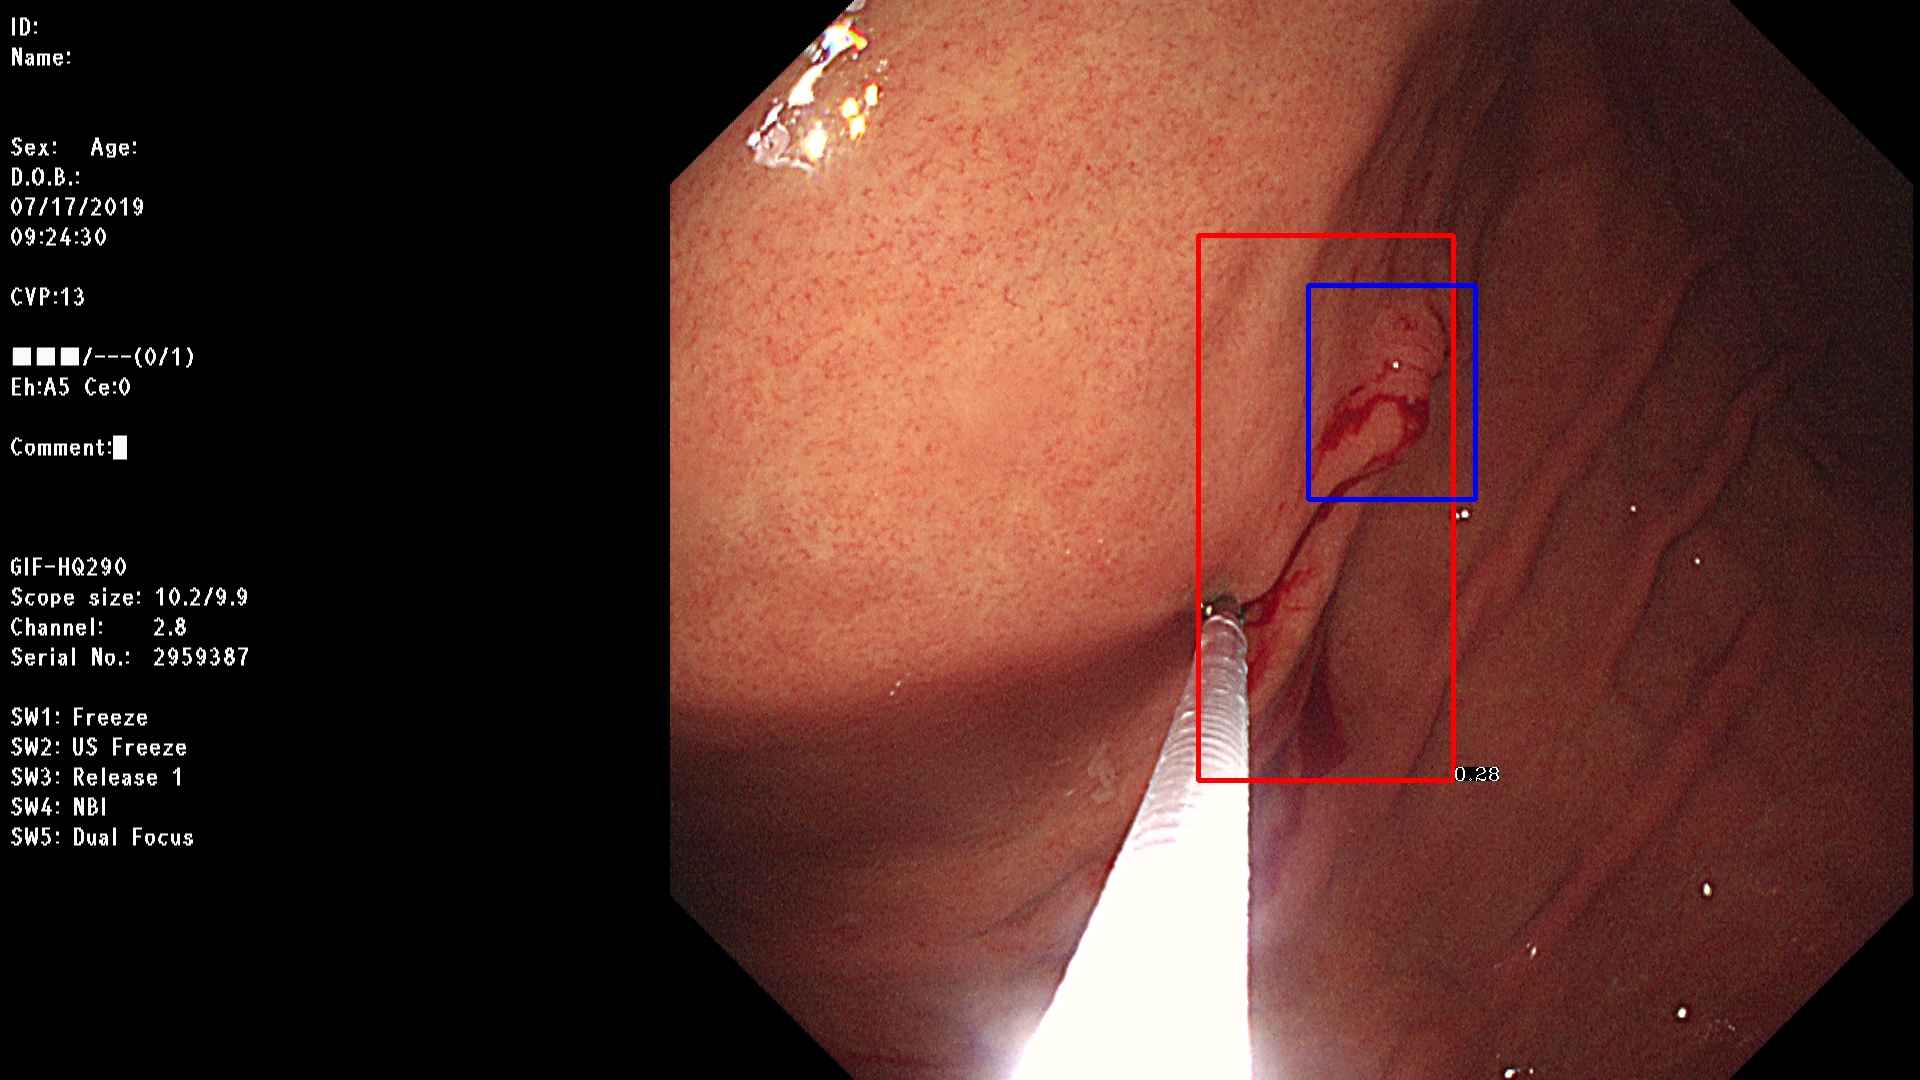 ID:
Name:
Sex: Age:
D.O.B.:
07/17/2019
09:24:30
CVP:13
■■■/---(0/1)
Eh:A5 Ce:0
Comment:
GIF-HQ290
Scope size: 10.2/9.9
Channel: 2.8
Serial No.: 2959387
SW1: Freeze
SW2: US Freeze
SW3: Release 1
SW4: NBI
SW5: Dual Focus
0.28